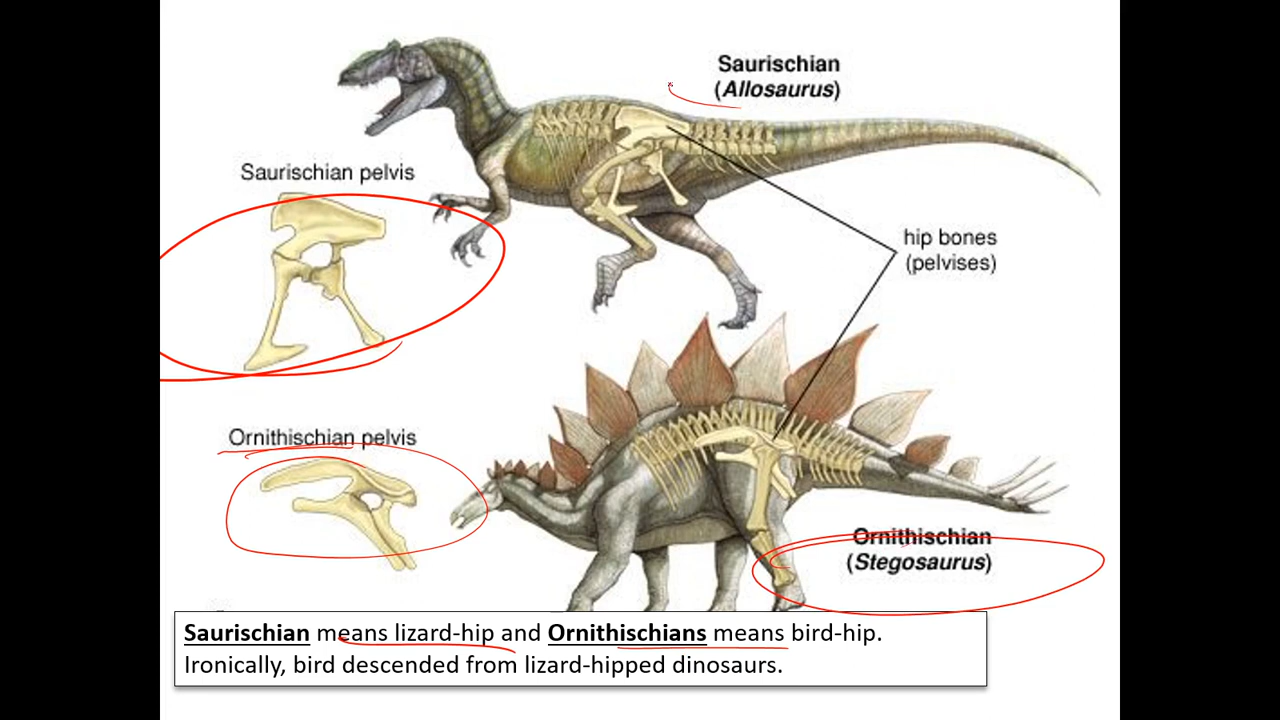 Saurischian
(Allosaurus)
Saurischian pelvis
hip bones
(pelvises)
Ornithischian pelvis
Ornithischian
(Stegosaurus)
Saurischian means lizard-hip and Ornithischians means bird-hip.
Ironically, bird descended from lizard-hipped dinosaurs.